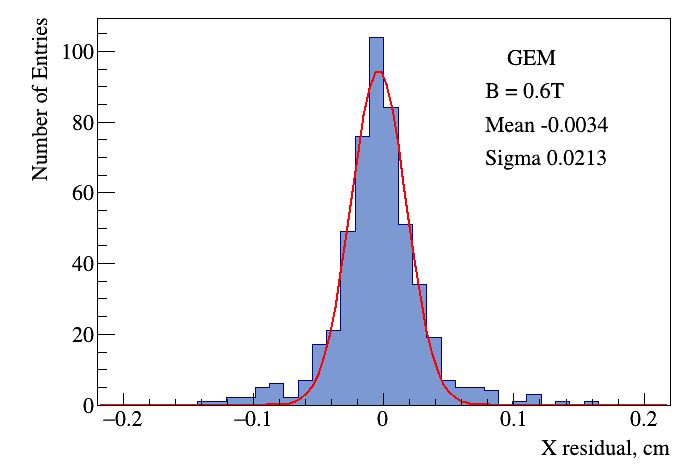 Number of Entries
100
80
60
40
20
0
GEM
B = 0.6T
Mean -0.0034
Sigma 0.0213
−0.2 −0.1 0 0.1 0.2
X residual, cm